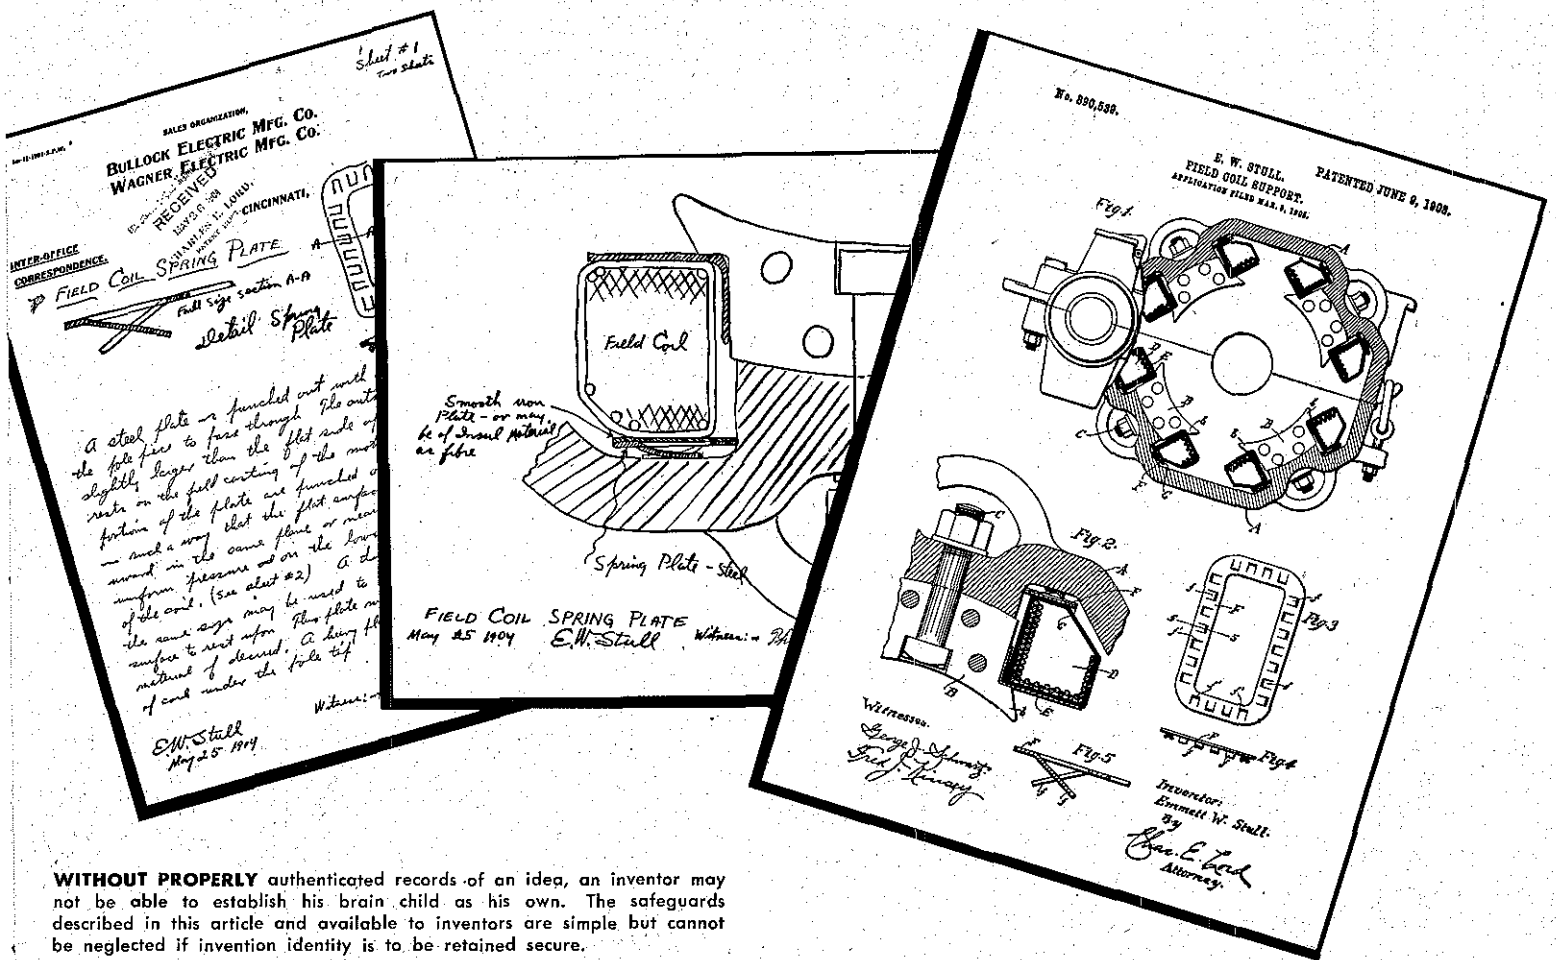 Sheet #1
Two Sheets
SALES ORGANIZATION,
BULLOCK ELECTRIC MFG. CO.
WAGNER ELECTRIC MFG. CO.
RECEIVED
MAY 26 1904
CHARLES E. LORD,
CINCINNATI,
INTER-OFFICE
CORRESPONDENCE.
FIELD COIL SPRING PLATE
A
Full size section A-A
Detail Spring
Plate
A steel plate is punched out with
the pole piece to pass through. The
slightly larger than the flat side of
rests on the field casting of the
portions of the plate are punched
in such a way that the flat
in the same plane or
uniform pressure on the
of the coil. (See sheet #2) A
the same size may be used to
surface to rest upon. This plate
material if desired. A heavy
of coil under the pole tip
Witness:-
E.W. Stull
May 25 1904
Field Coil
Smooth iron
Plate - or may
be of Insul Material
as fibre
Spring Plate - Steel
FIELD COIL SPRING PLATE
May 25 1904 E.W. Stull Witness:-
No. 890,539.
E. W. STULL.
FIELD COIL SUPPORT.
APPLICATION FILED MAR. 9, 1905.
PATENTED JUNE 9, 1908.
Fig.1.
A
D
E
B
B
C
F
G
A
Fig.2.
C
A
F
G
D
B
E
Fig.3
F
Fig.4
F
Fig.5
F
g
g
Witnesses.
George J. Schwartz
Fred J.
Inventor:
Emmett W. Stull.
By
Chas. E. Lord
Attorney.
WITHOUT PROPERLY authenticated records of an idea, an inventor may
not be able to establish his brain child as his own. The safeguards
described in this article and available to inventors are simple but cannot
be neglected if invention identity is to be retained secure.